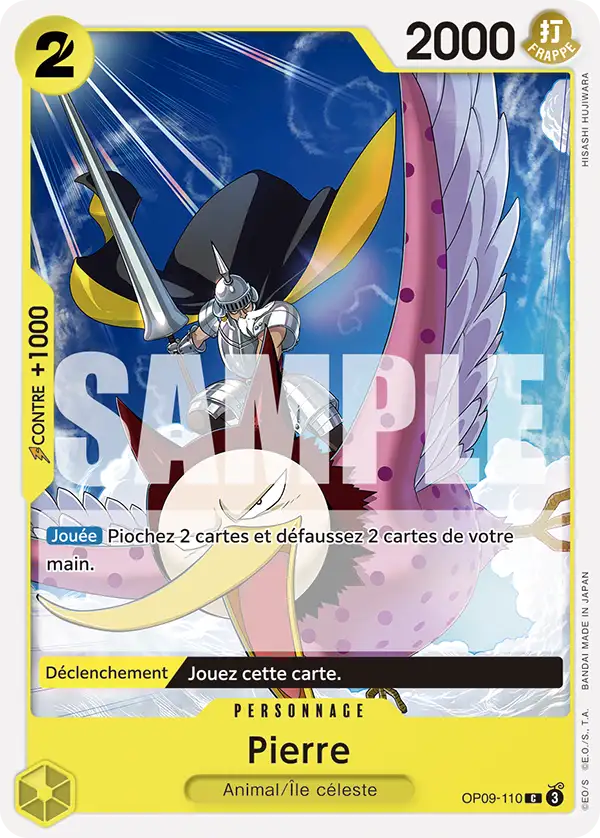 2
2000
打
FRAPPE
HISASHI HUJIWARA
CONTRE +1000
SAMPLE
Jouée Piochez 2 cartes et défaussez 2 cartes de votre
main.
Déclenchement Jouez cette carte.
PERSONNAGE
Pierre
Animal/Île céleste
OP09-110 C 3
©EO/S ©E.O./S., T.A. BANDAI MADE IN JAPAN